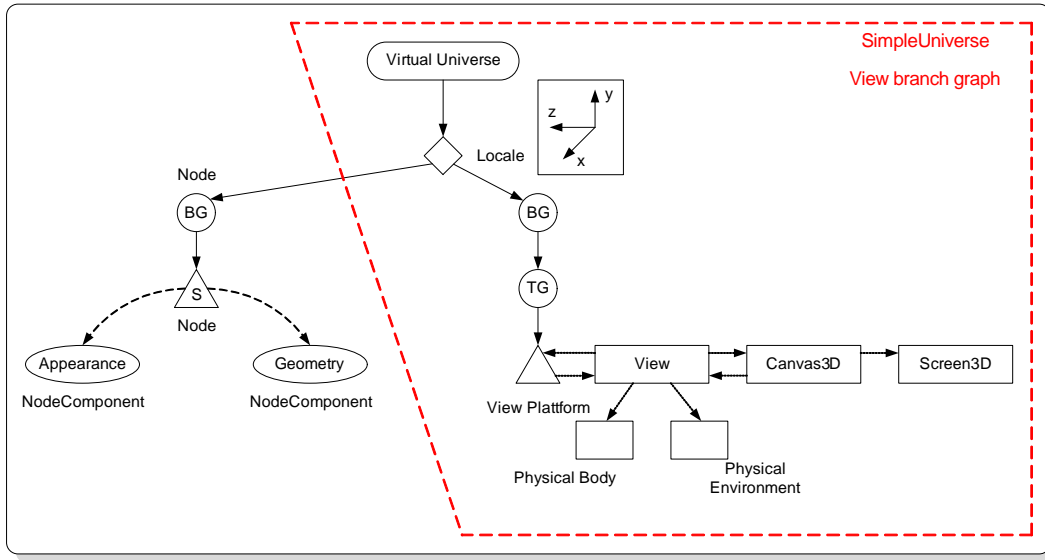 SimpleUniverse
View branch graph
Virtual Universe
y
z
x
Locale
Node
BG
BG
TG
S
Node
Appearance
Geometry
NodeComponent
NodeComponent
View
Canvas3D
Screen3D
View Plattform
Physical Body
Physical
Environment